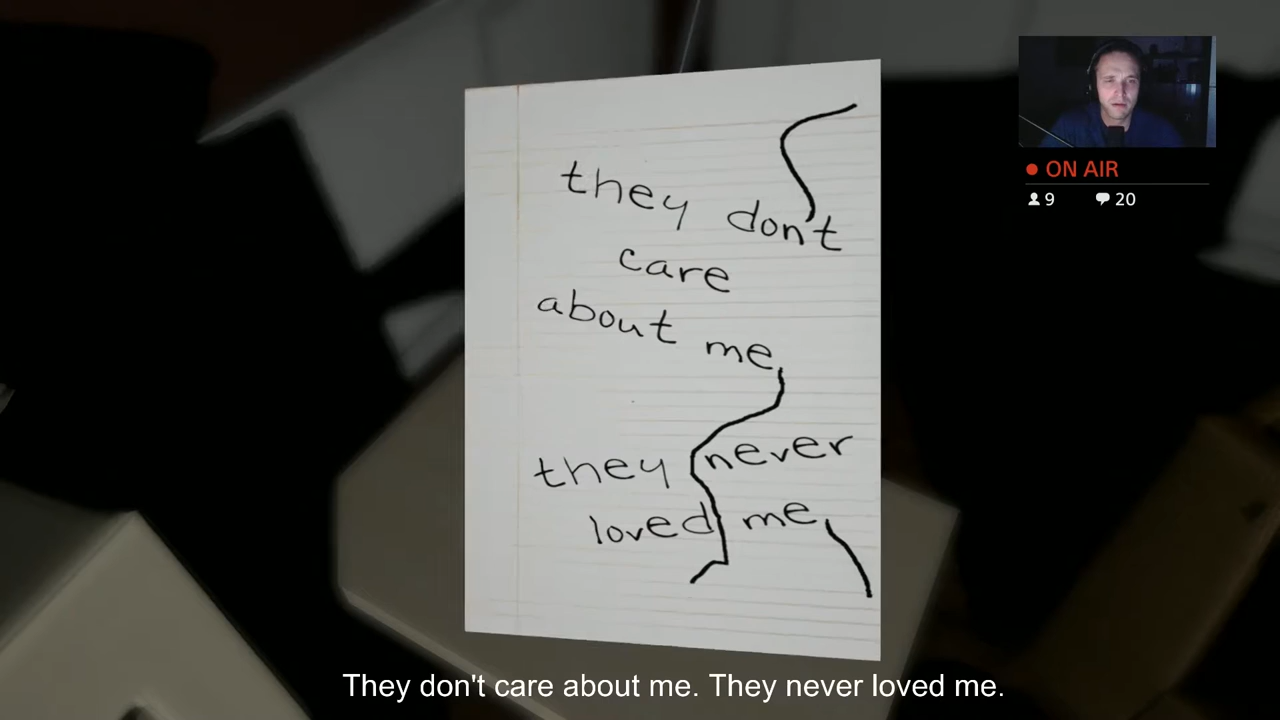 ON AIR
9 20
they don't
care
about me
they never
loved me
They don't care about me. They never loved me.